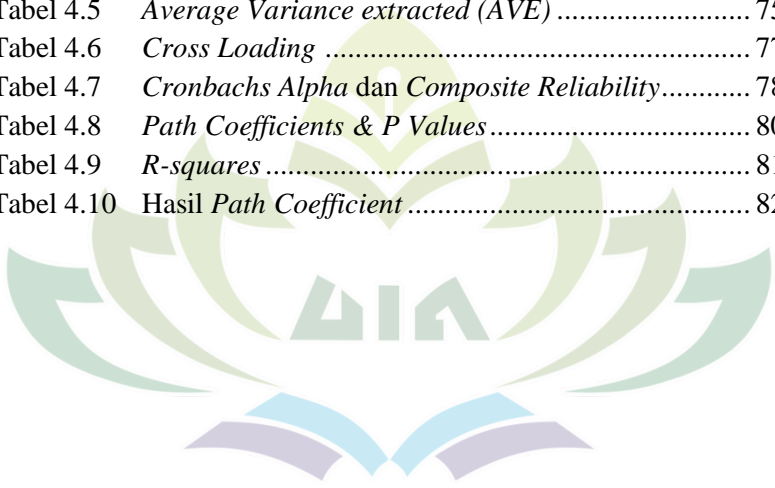 Tabel 4.5 Average Variance extracted (AVE) ........................... 75
Tabel 4.6 Cross Loading ........................................................... 77
Tabel 4.7 Cronbachs Alpha dan Composite Reliability............ 78
Tabel 4.8 Path Coefficients & P Values ..................................... 80
Tabel 4.9 R-squares ..................................................................... 81
Tabel 4.10 Hasil Path Coefficient ................................................ 82
UIN